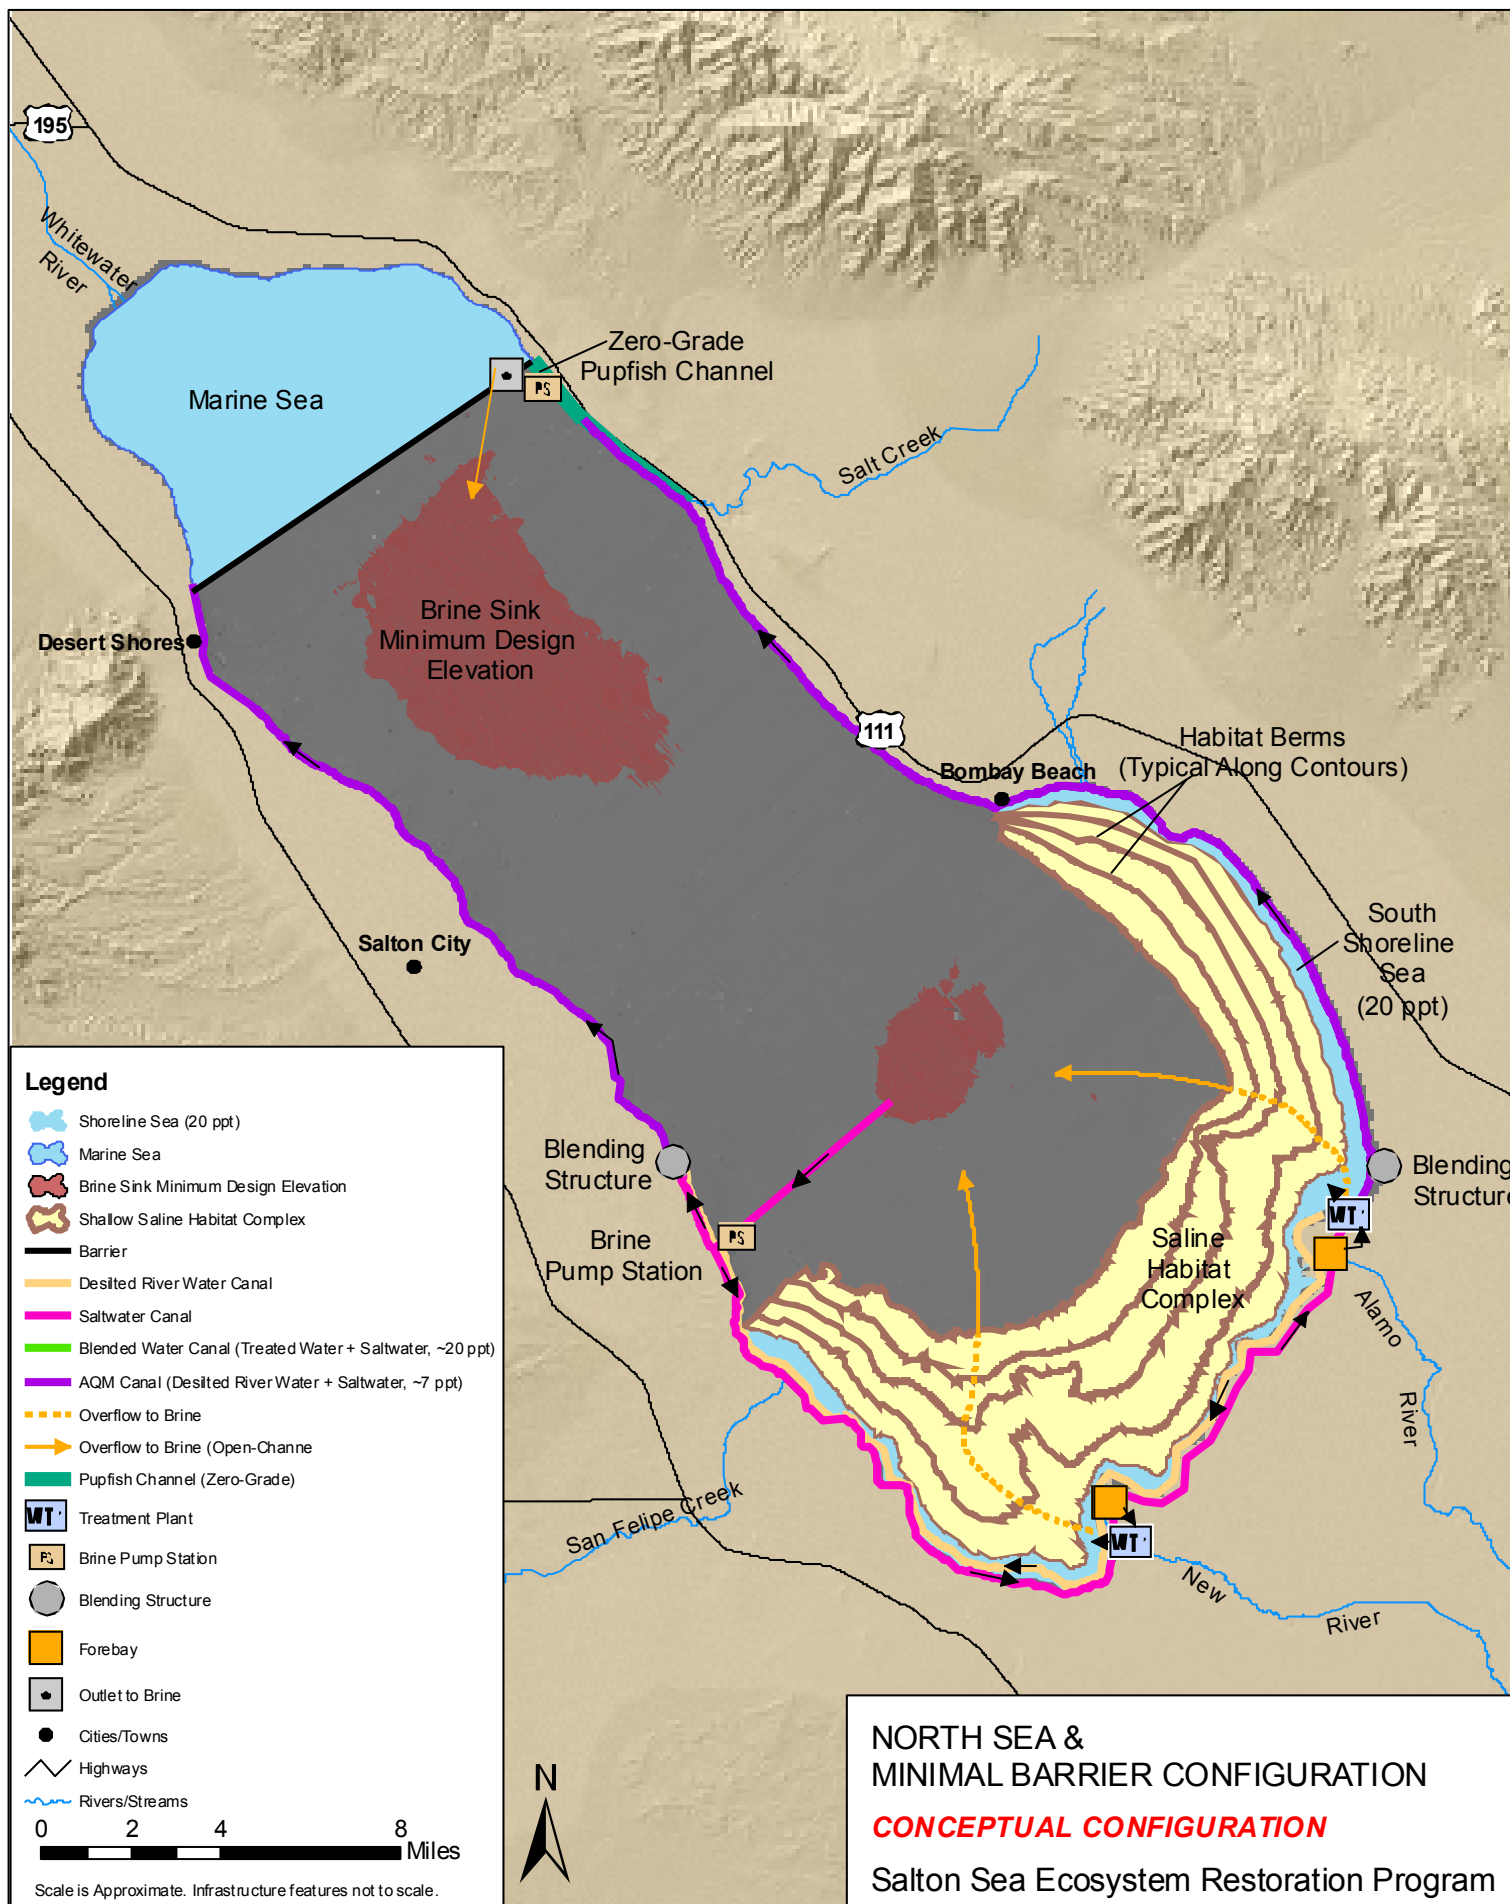 195
Whitewater
River
Marine Sea
Zero-Grade
Pupfish Channel
PS
Salt Creek
Brine Sink
Minimum Design
Elevation
Desert Shores
111
Bombay Beach
Habitat Berms
(Typical Along Contours)
South
Shoreline
Sea
(20 ppt)
Salton City
Blending
Structure
Brine
Pump Station
PS
Blending
Structure
WT
Saline
Habitat
Complex
Alamo
River
San Felipe Creek
WT
New
River
Legend
Shoreline Sea (20 ppt)
Marine Sea
Brine Sink Minimum Design Elevation
Shallow Saline Habitat Complex
Barrier
Desilted River Water Canal
Saltwater Canal
Blended Water Canal (Treated Water + Saltwater, ~20 ppt)
AQM Canal (Desilted River Water + Saltwater, ~7 ppt)
Overflow to Brine
Overflow to Brine (Open-Channe
Pupfish Channel (Zero-Grade)
WT Treatment Plant
PS Brine Pump Station
Blending Structure
Forebay
Outlet to Brine
Cities/Towns
Highways
Rivers/Streams
0 2 4 8
Miles
Scale is Approximate. Infrastructure features not to scale.
N
NORTH SEA &
MINIMAL BARRIER CONFIGURATION
CONCEPTUAL CONFIGURATION
Salton Sea Ecosystem Restoration Program